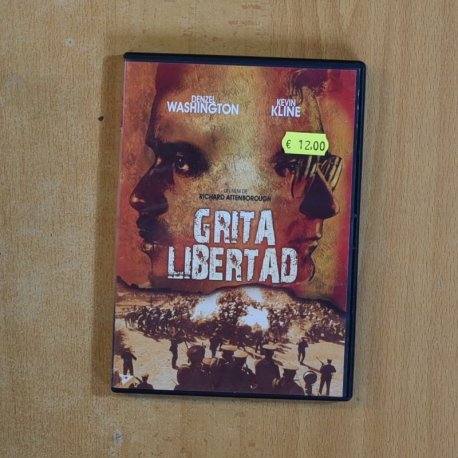 DENZEL
WASHINGTON
KEVIN
KLINE
€ 12.00
UN FILM DE
RICHARD ATTENBOROUGH
GRITA
LIBERTAD